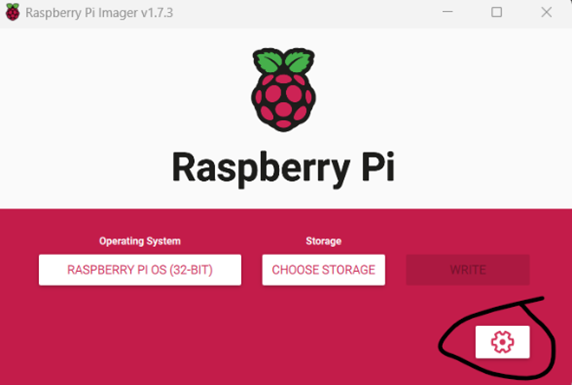 Raspberry Pi Imager v1.7.3
Raspberry Pi
Operating System
Storage
RASPBERRY PI OS (32-BIT)
CHOOSE STORAGE
WRITE